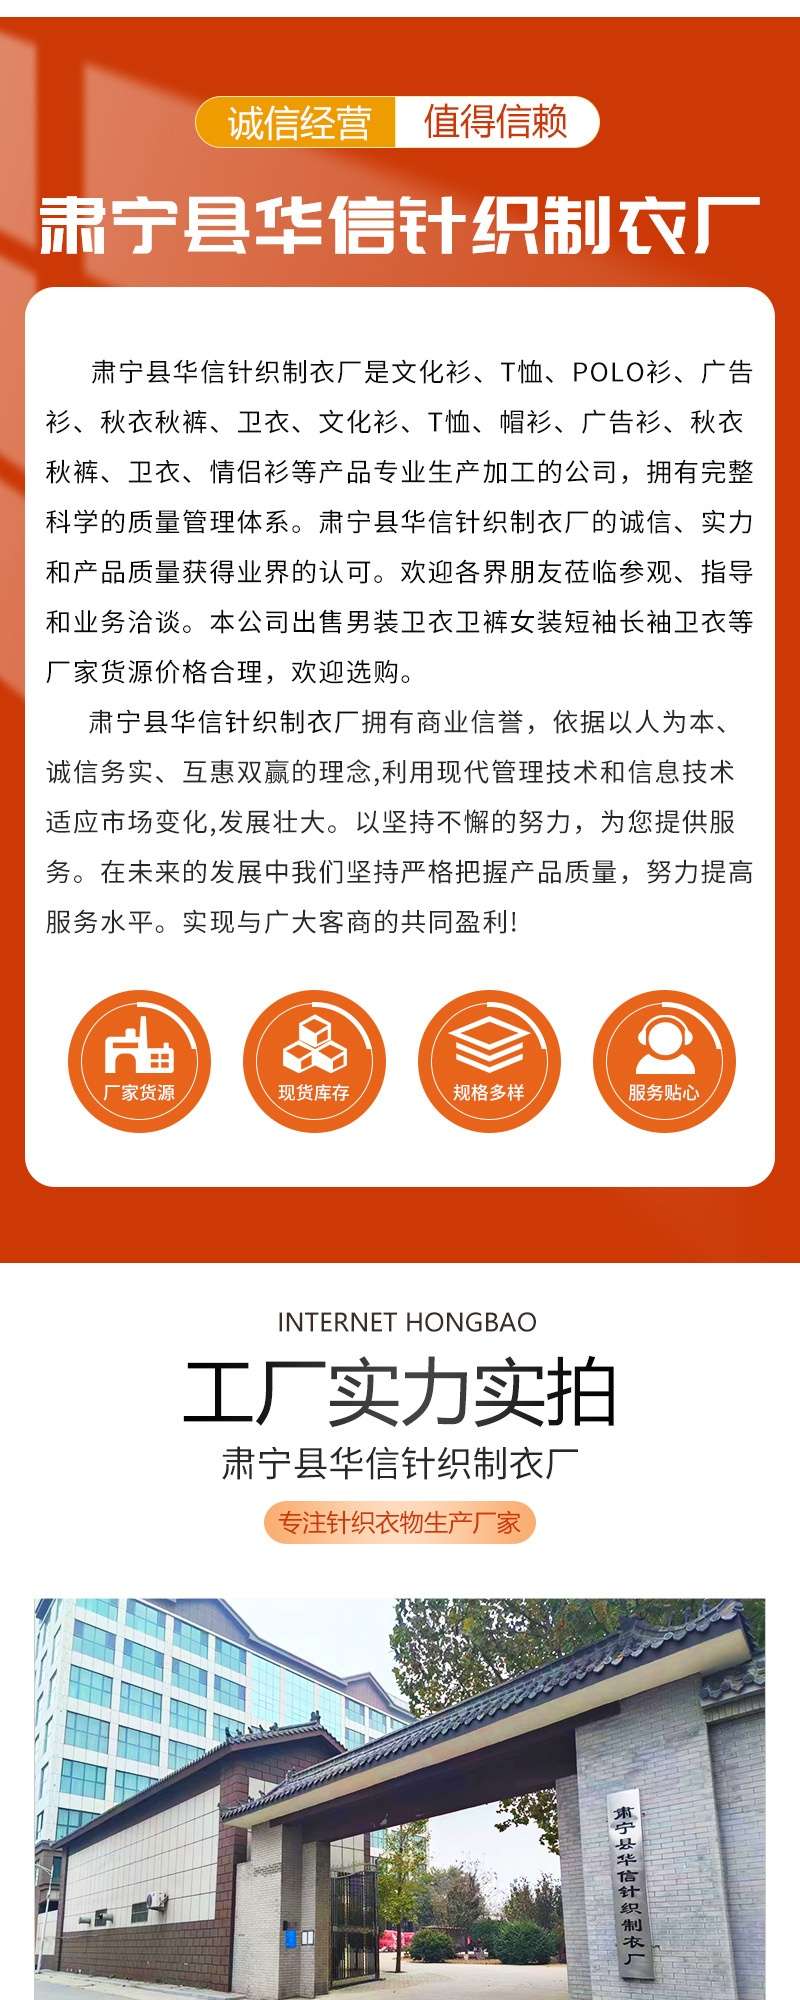 诚信经营 值得信赖
肃宁县华信针织制衣厂
肃宁县华信针织制衣厂是文化衫、T恤、POLO衫、广告
衫、秋衣秋裤、卫衣、文化衫、T恤、帽衫、广告衫、秋衣
秋裤、卫衣、情侣衫等产品专业生产加工的公司，拥有完整
科学的质量管理体系。肃宁县华信针织制衣厂的诚信、实力
和产品质量获得业界的认可。欢迎各界朋友莅临参观、指导
和业务洽谈。本公司出售男装卫衣卫裤女装短袖长袖卫衣等
厂家货源价格合理，欢迎选购。
肃宁县华信针织制衣厂拥有商业信誉，依据以人为本、
诚信务实、互惠双赢的理念,利用现代管理技术和信息技术
适应市场变化,发展壮大。以坚持不懈的努力，为您提供服
务。在未来的发展中我们坚持严格把握产品质量，努力提高
服务水平。实现与广大客商的共同盈利!
厂家货源 现货库存 规格多样 服务贴心
INTERNET HONGBAO
工厂实力实拍
肃宁县华信针织制衣厂
专注针织衣物生产厂家
肃宁县华信针织制衣厂